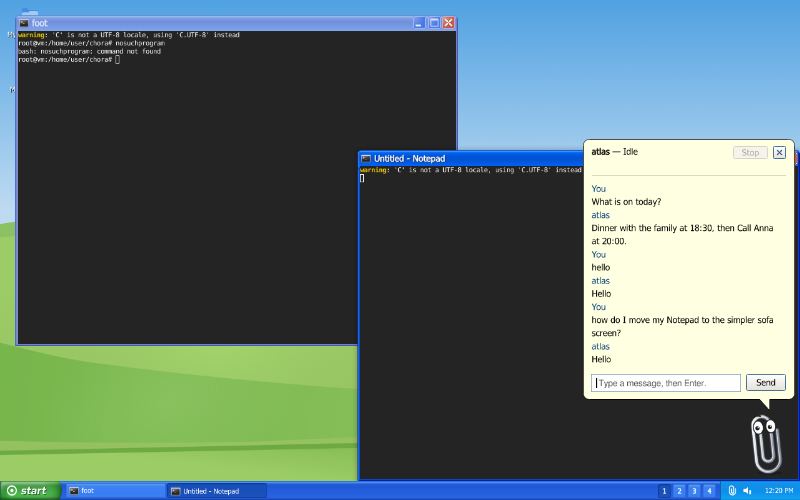 foot
warning: 'C' is not a UTF-8 locale, using 'C.UTF-8' instead
root@vm:/home/user/chora# nosuchprogram
bash: nosuchprogram: command not found
root@vm:/home/user/chora#
Untitled - Notepad
warning: 'C' is not a UTF-8 locale, using 'C.UTF-8' instead
atlas — Idle
Stop
You
What is on today?
atlas
Dinner with the family at 18:30, then Call Anna
at 20:00.
You
hello
atlas
Hello
You
how do I move my Notepad to the simpler sofa
screen?
atlas
Hello
Type a message, then Enter.
Send
start
foot
Untitled - Notepad
1
2
3
4
12:20 PM